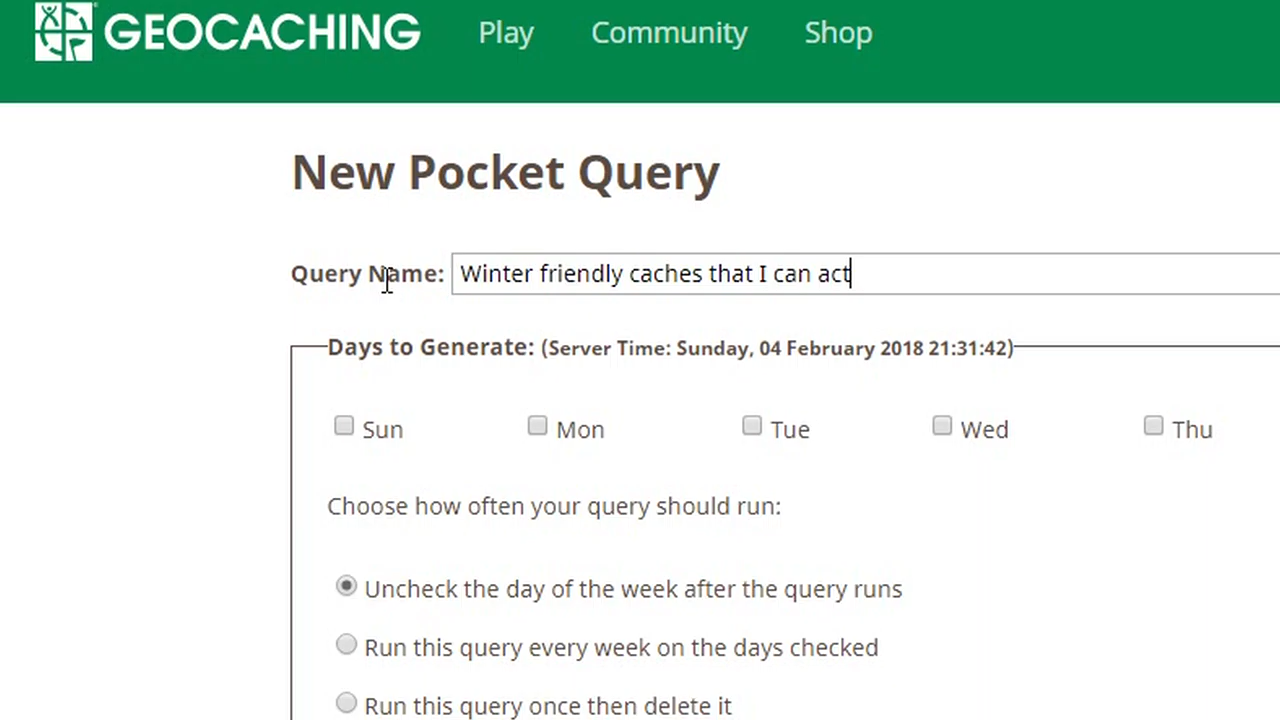 GEOCACHING Play Community Shop
New Pocket Query
Query Name: Winter friendly caches that I can act
Days to Generate: (Server Time: Sunday, 04 February 2018 21:31:42)
Sun Mon Tue Wed Thu
Choose how often your query should run:
Uncheck the day of the week after the query runs
Run this query every week on the days checked
Run this query once then delete it